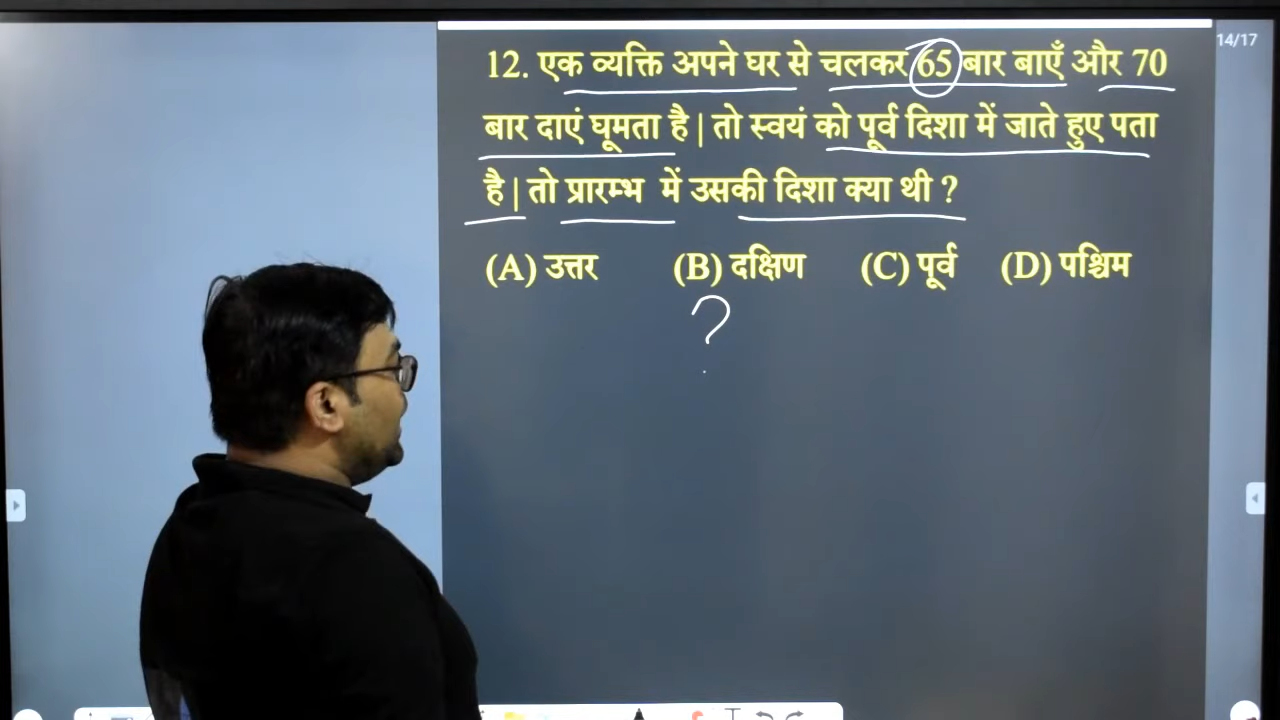 14/17
12. एक व्यक्ति अपने घर से चलकर 65 बार बाएँ और 70
बार दाएं घूमता है | तो स्वयं को पूर्व दिशा में जाते हुए पता
है | तो प्रारम्भ में उसकी दिशा क्या थी ?
(A) उत्तर (B) दक्षिण (C) पूर्व (D) पश्चिम
?